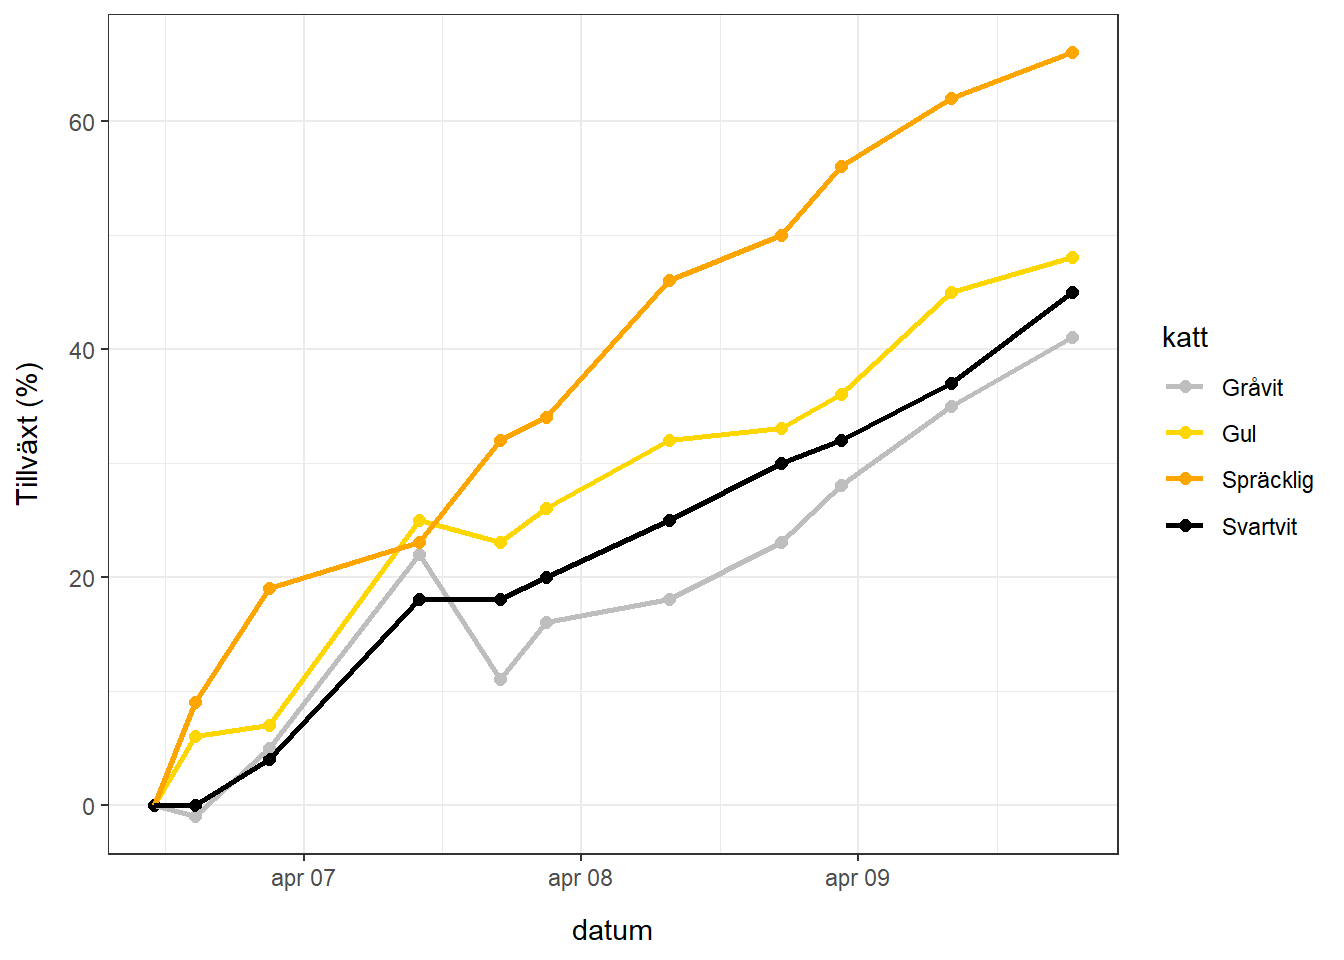 Tillväxt (%)
60
40
20
0
apr 07
apr 08
apr 09
datum
katt
Gråvit
Gul
Spräcklig
Svartvit